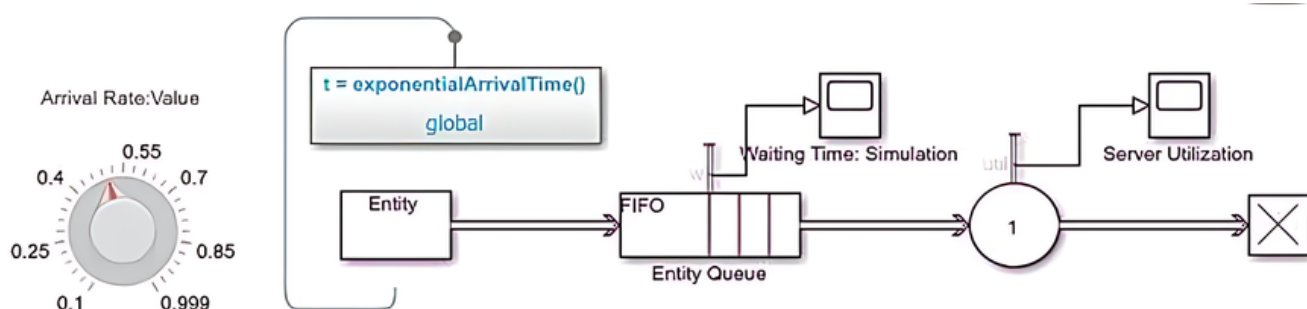 t = exponentialArrivalTime()
global
Arrival Rate:Value
0.55
0.4
0.7
0.25
0.85
0.1
0.999
Entity
FIFO
w
Waiting Time: Simulation
Entity Queue
util
1
Server Utilization